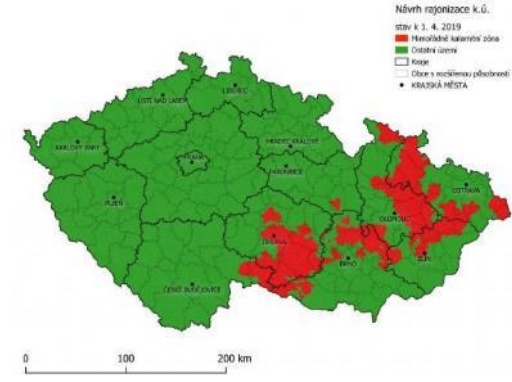 Návrh rajonizace k.ú.
stav k 1. 4. 2019
Mimořádné kalamitní zóna
Ostatní území
Kraje
Obce s rozšířenou působností
KRAJSKÁ MĚSTA
LIBEREC
ÚSTÍ NAD LABEM
KARLOVY VARY
HRADEC KRÁLOVÉ
PRAHA
PARDUBICE
PLZEŇ
OSTRAVA
OLOMOUC
JIHLAVA
ZLÍN
BRNO
ČESKÉ BUDĚJOVICE
0 100 200 km